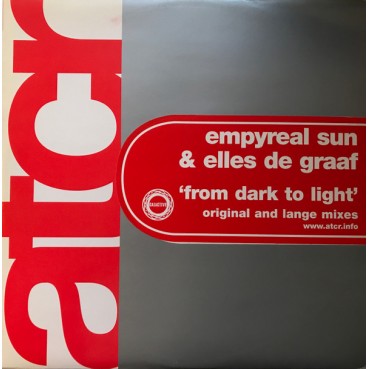 atcr
empyreal sun
& elles de graaf
'from dark to light'
original and lange mixes
www.atcr.info